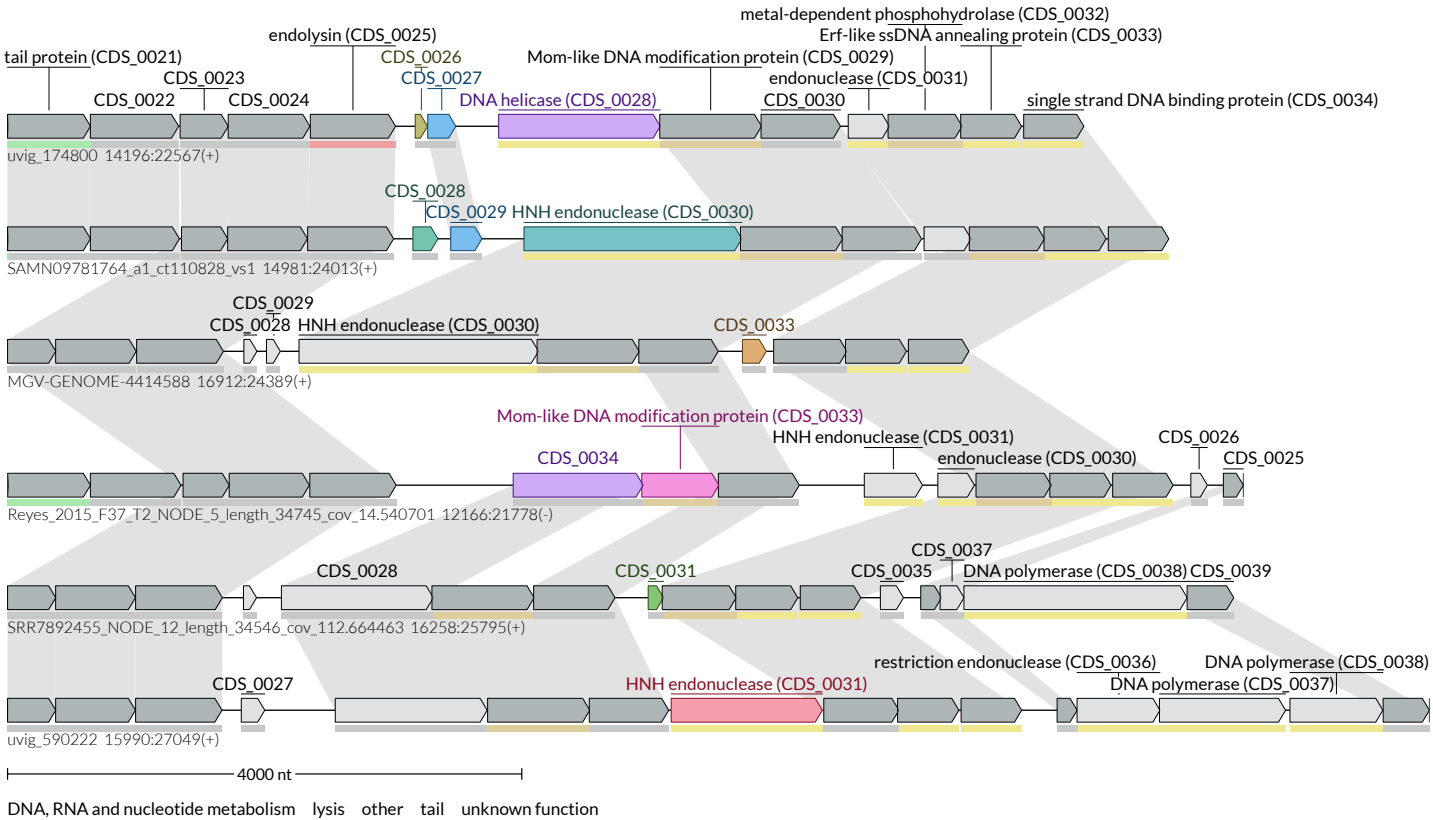 metal-dependent phosphohydrolase (CDS_0032)
endolysin (CDS_0025) Erf-like ssDNA annealing protein (CDS_0033)
tail protein (CDS_0021) CDS_0026 Mom-like DNA modification protein (CDS_0029)
CDS_0023 CDS_0027 endonuclease (CDS_0031)
CDS_0022 CDS_0024 DNA helicase (CDS_0028) CDS_0030 single strand DNA binding protein (CDS_0034)
uvig_174800 14196:22567(+)
CDS_0028
CDS_0029 HNH endonuclease (CDS_0030)
SAMN09781764_a1_ct110828_vs1 14981:24013(+)
CDS_0029
CDS_0028 HNH endonuclease (CDS_0030) CDS_0033
MGV-GENOME-4414588 16912:24389(+)
Mom-like DNA modification protein (CDS_0033)
HNH endonuclease (CDS_0031) CDS_0026
CDS_0034 endonuclease (CDS_0030) CDS_0025
Reyes_2015_F37_T2_NODE_5_length_34745_cov_14.540701 12166:21778(-)
CDS_0037
CDS_0028 CDS_0031 CDS_0035 DNA polymerase (CDS_0038) CDS_0039
SRR7892455_NODE_12_length_34546_cov_112.664463 16258:25795(+)
restriction endonuclease (CDS_0036) DNA polymerase (CDS_0038)
CDS_0027 HNH endonuclease (CDS_0031) DNA polymerase (CDS_0037)
uvig_590222 15990:27049(+)
4000 nt
DNA, RNA and nucleotide metabolism lysis other tail unknown function